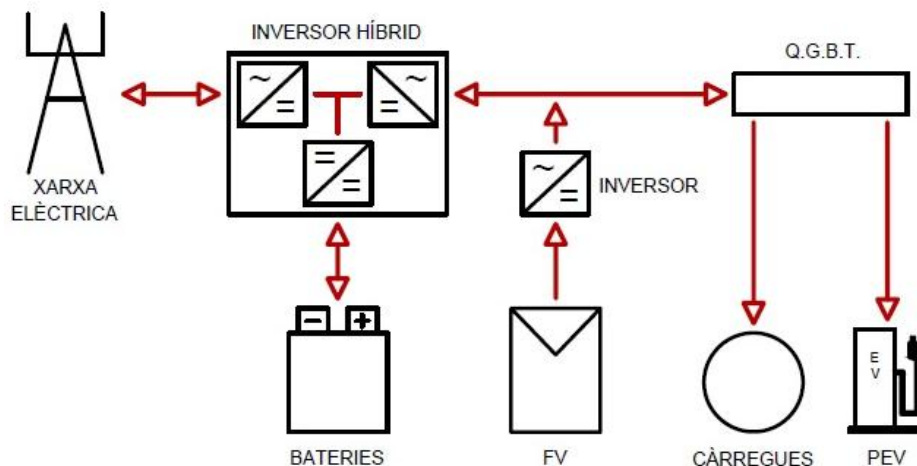 INVERSOR HÍBRID
Q.G.B.T.
~
=
~
=
=
=
XARXA
ELÈCTRICA
~
=
INVERSOR
- +
E
V
BATERIES
FV
CÀRREGUES
PEV